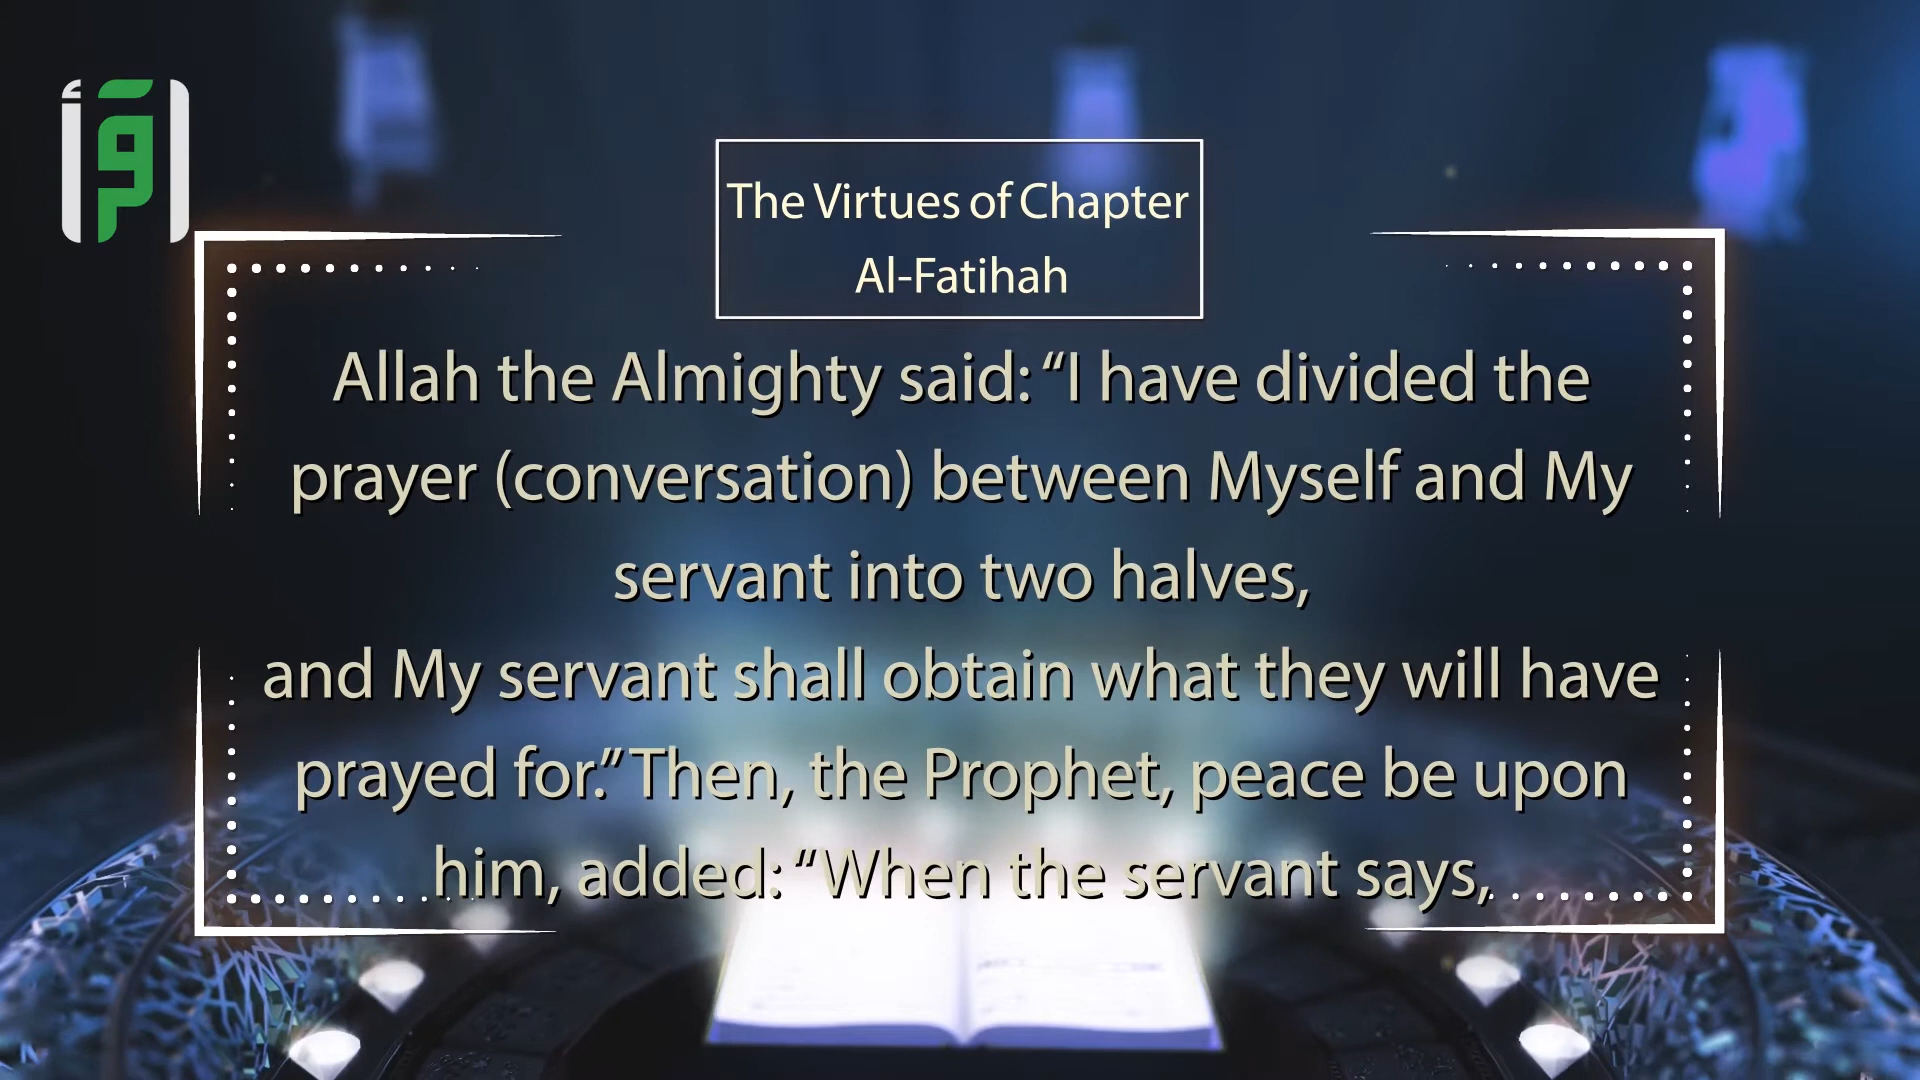 اقرأ
The Virtues of Chapter
Al-Fatihah
Allah the Almighty said: “I have divided the
prayer (conversation) between Myself and My
servant into two halves,
and My servant shall obtain what they will have
prayed for.” Then, the Prophet, peace be upon
him, added: “When the servant says,